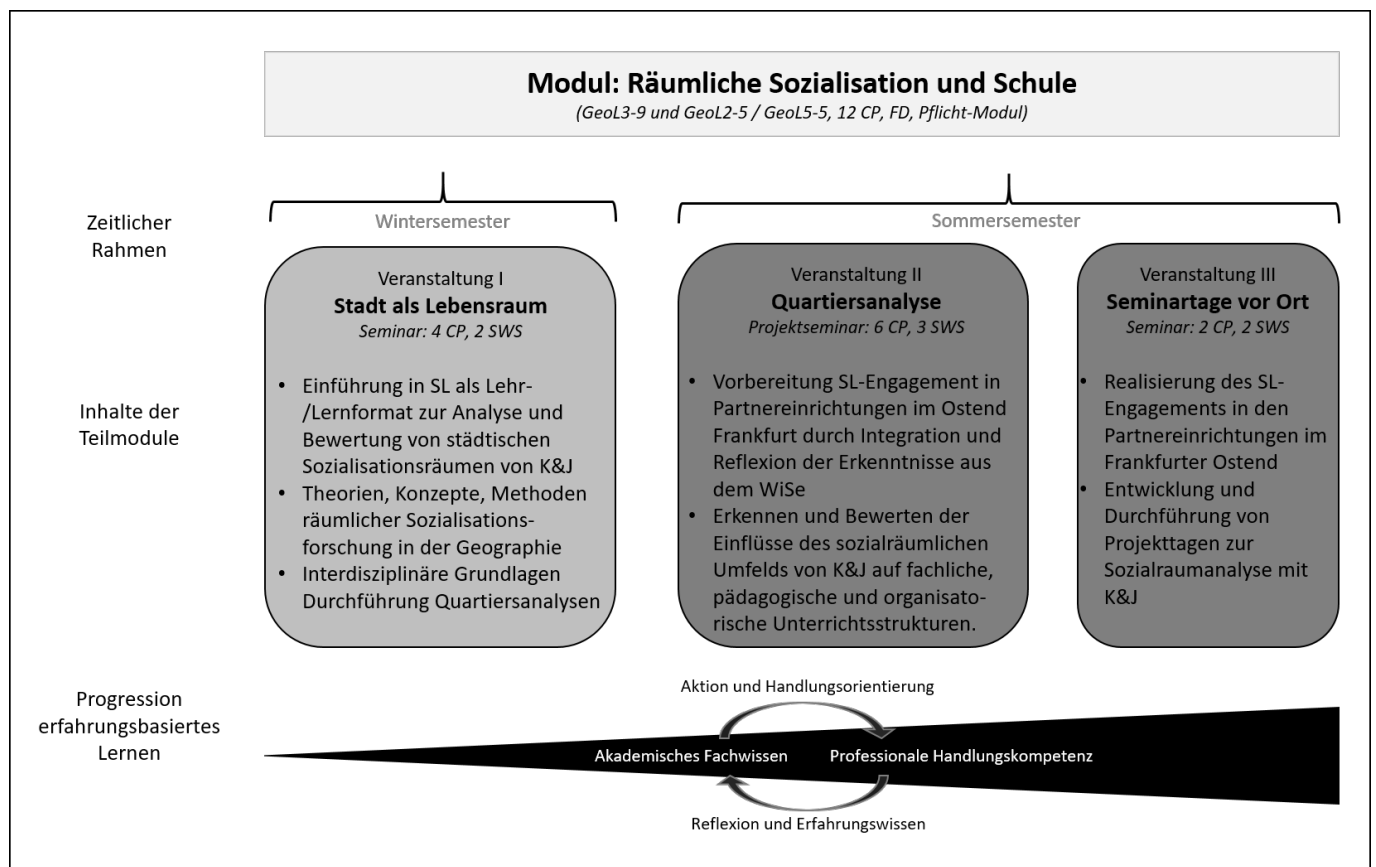 Modul: Räumliche Sozialisation und Schule
(GeoL3-9 und GeoL2-5 / GeoL5-5, 12 CP, FD, Pflicht-Modul)
Zeitlicher
Rahmen
Wintersemester
Sommersemester
Inhalte der
Teilmodule
Veranstaltung I
Stadt als Lebensraum
Seminar: 4 CP, 2 SWS
• Einführung in SL als Lehr-
/Lernformat zur Analyse und
Bewertung von städtischen
Sozialisationsräumen von K&J
• Theorien, Konzepte, Methoden
räumlicher Sozialisations-
forschung in der Geographie
• Interdisziplinäre Grundlagen
Durchführung Quartiersanalysen
Veranstaltung II
Quartiersanalyse
Projektseminar: 6 CP, 3 SWS
• Vorbereitung SL-Engagement in
Partnereinrichtungen im Ostend
Frankfurt durch Integration und
Reflexion der Erkenntnisse aus
dem WiSe
• Erkennen und Bewerten der
Einflüsse des sozialräumlichen
Umfelds von K&J auf fachliche,
pädagogische und organisato-
rische Unterrichtsstrukturen.
Veranstaltung III
Seminartage vor Ort
Seminar: 2 CP, 2 SWS
• Realisierung des SL-
Engagements in den
Partnereinrichtungen im
Frankfurter Ostend
• Entwicklung und
Durchführung von
Projekttagen zur
Sozialraumanalyse mit
K&J
Progression
erfahrungsbasiertes
Lernen
Aktion und Handlungsorientierung
Akademisches Fachwissen
Professionale Handlungskompetenz
Reflexion und Erfahrungswissen